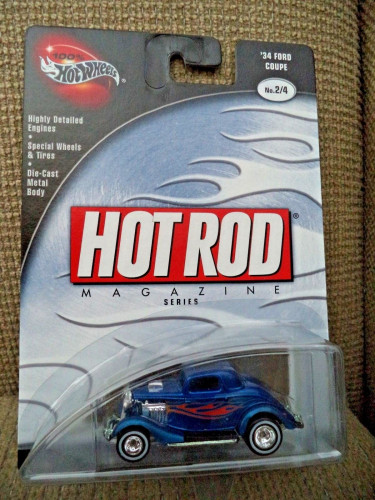 100%
Hot Wheels
'34 FORD
COUPE
No.2/4
Highly Detailed
Engines
•
Special Wheels
& Tires
•
Die-Cast
Metal
Body
HOT ROD®
MAGAZINE
SERIES